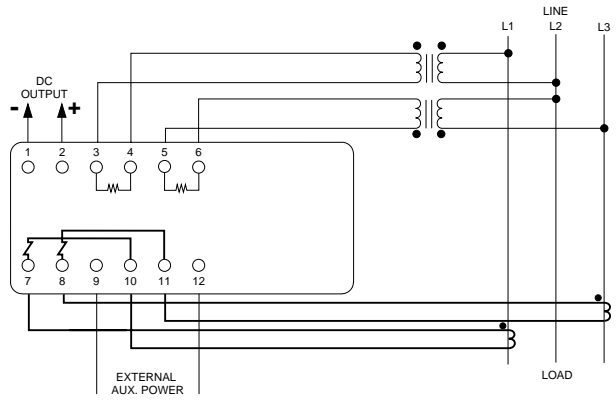 LINE
L1 L2 L3
DC
OUTPUT
- +
1 2 3 4 5 6
7 8 9 10 11 12
EXTERNAL
AUX. POWER
LOAD